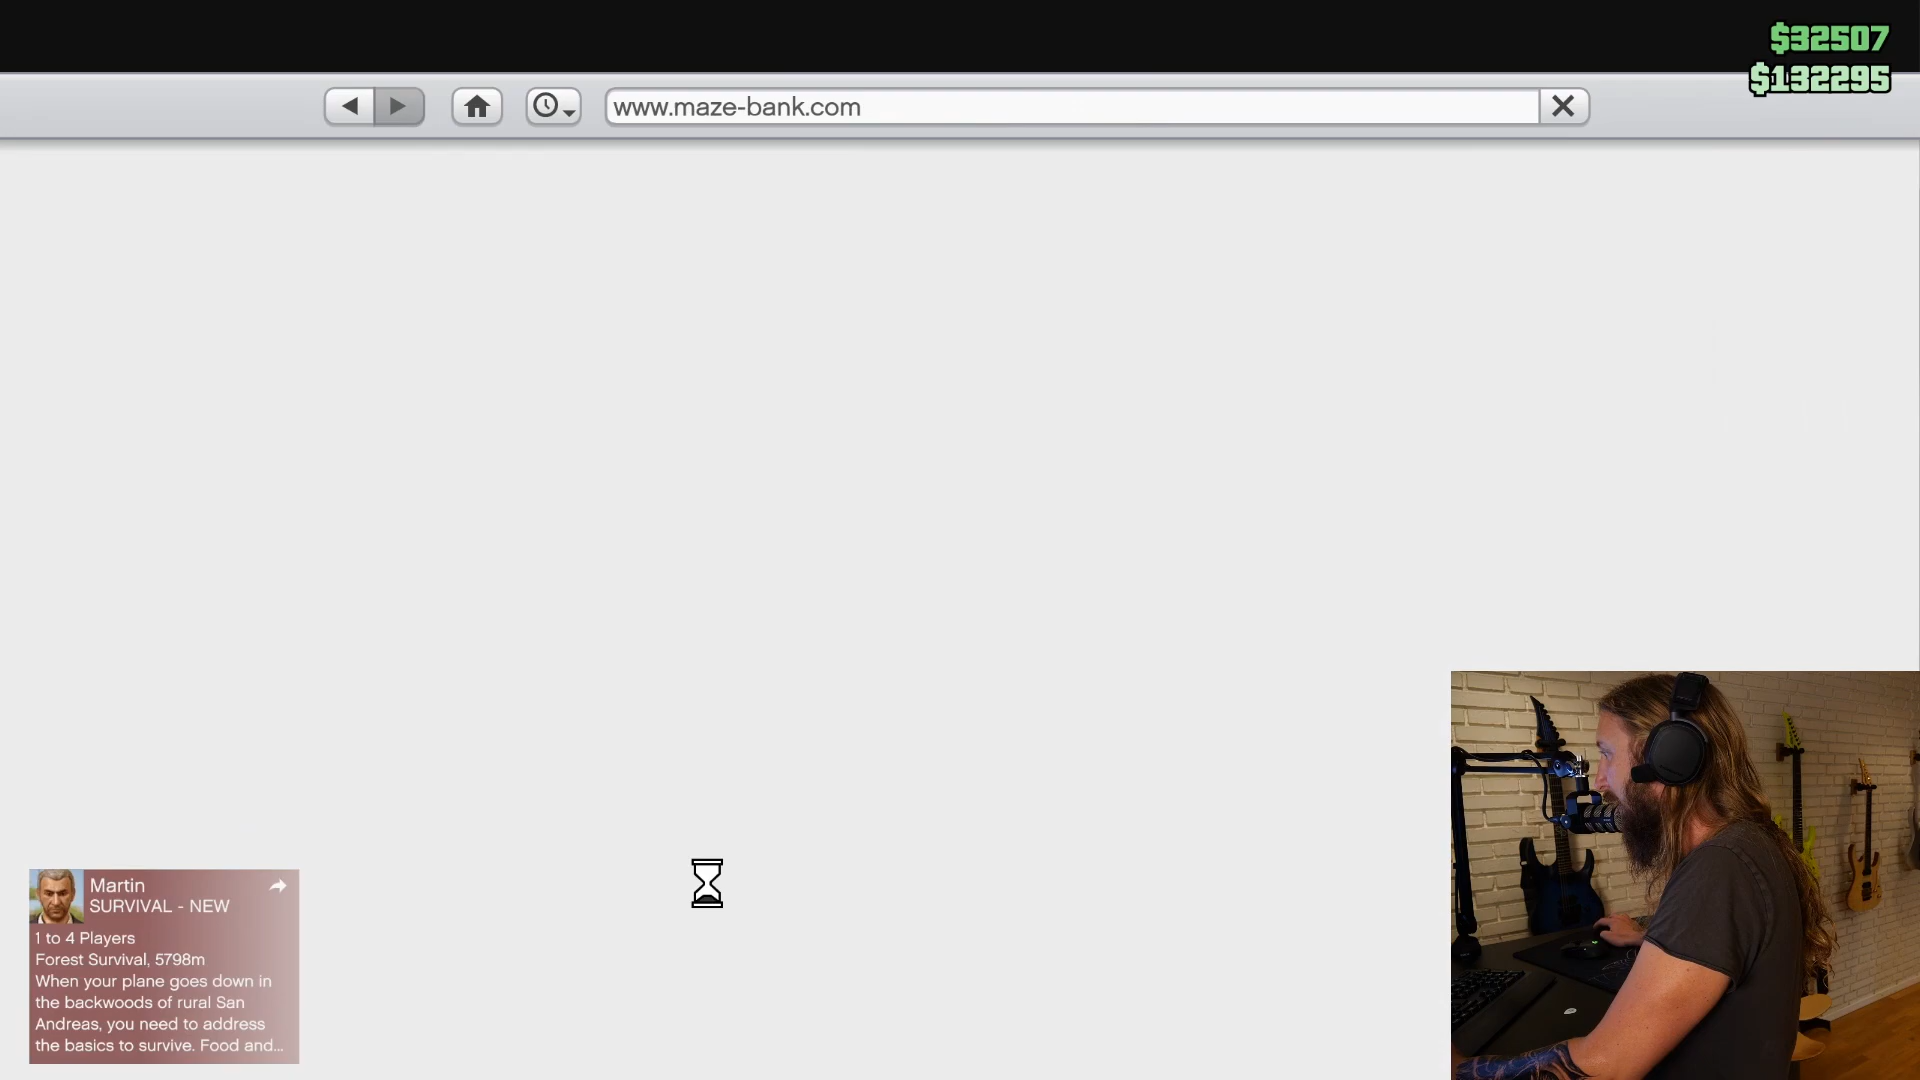 $32507
$132295
www.maze-bank.com
Martin
SURVIVAL - NEW
1 to 4 Players
Forest Survival, 5798m
When your plane goes down in
the backwoods of rural San
Andreas, you need to address
the basics to survive. Food and...